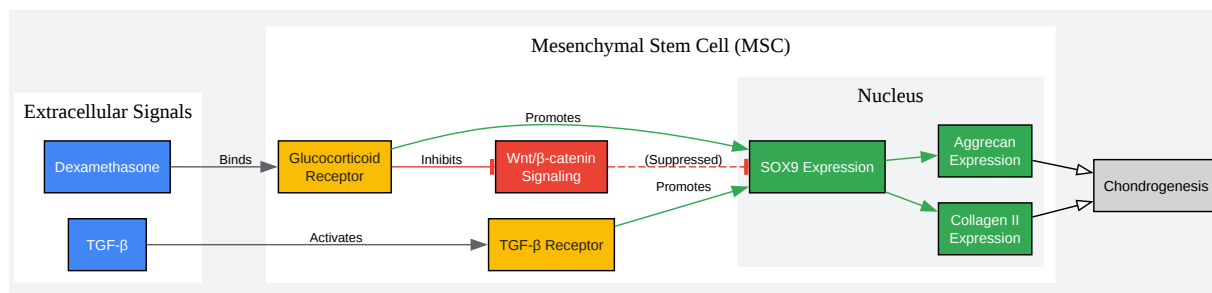 Mesenchymal Stem Cell (MSC)
Extracellular Signals
Nucleus
Dexamethasone
Binds
Glucocorticoid
Receptor
Promotes
Inhibits
Wnt/β-catenin
Signaling
(Suppressed)
SOX9 Expression
Aggrecan
Expression
Chondrogenesis
TGF-β
Activates
TGF-β Receptor
Promotes
Collagen II
Expression